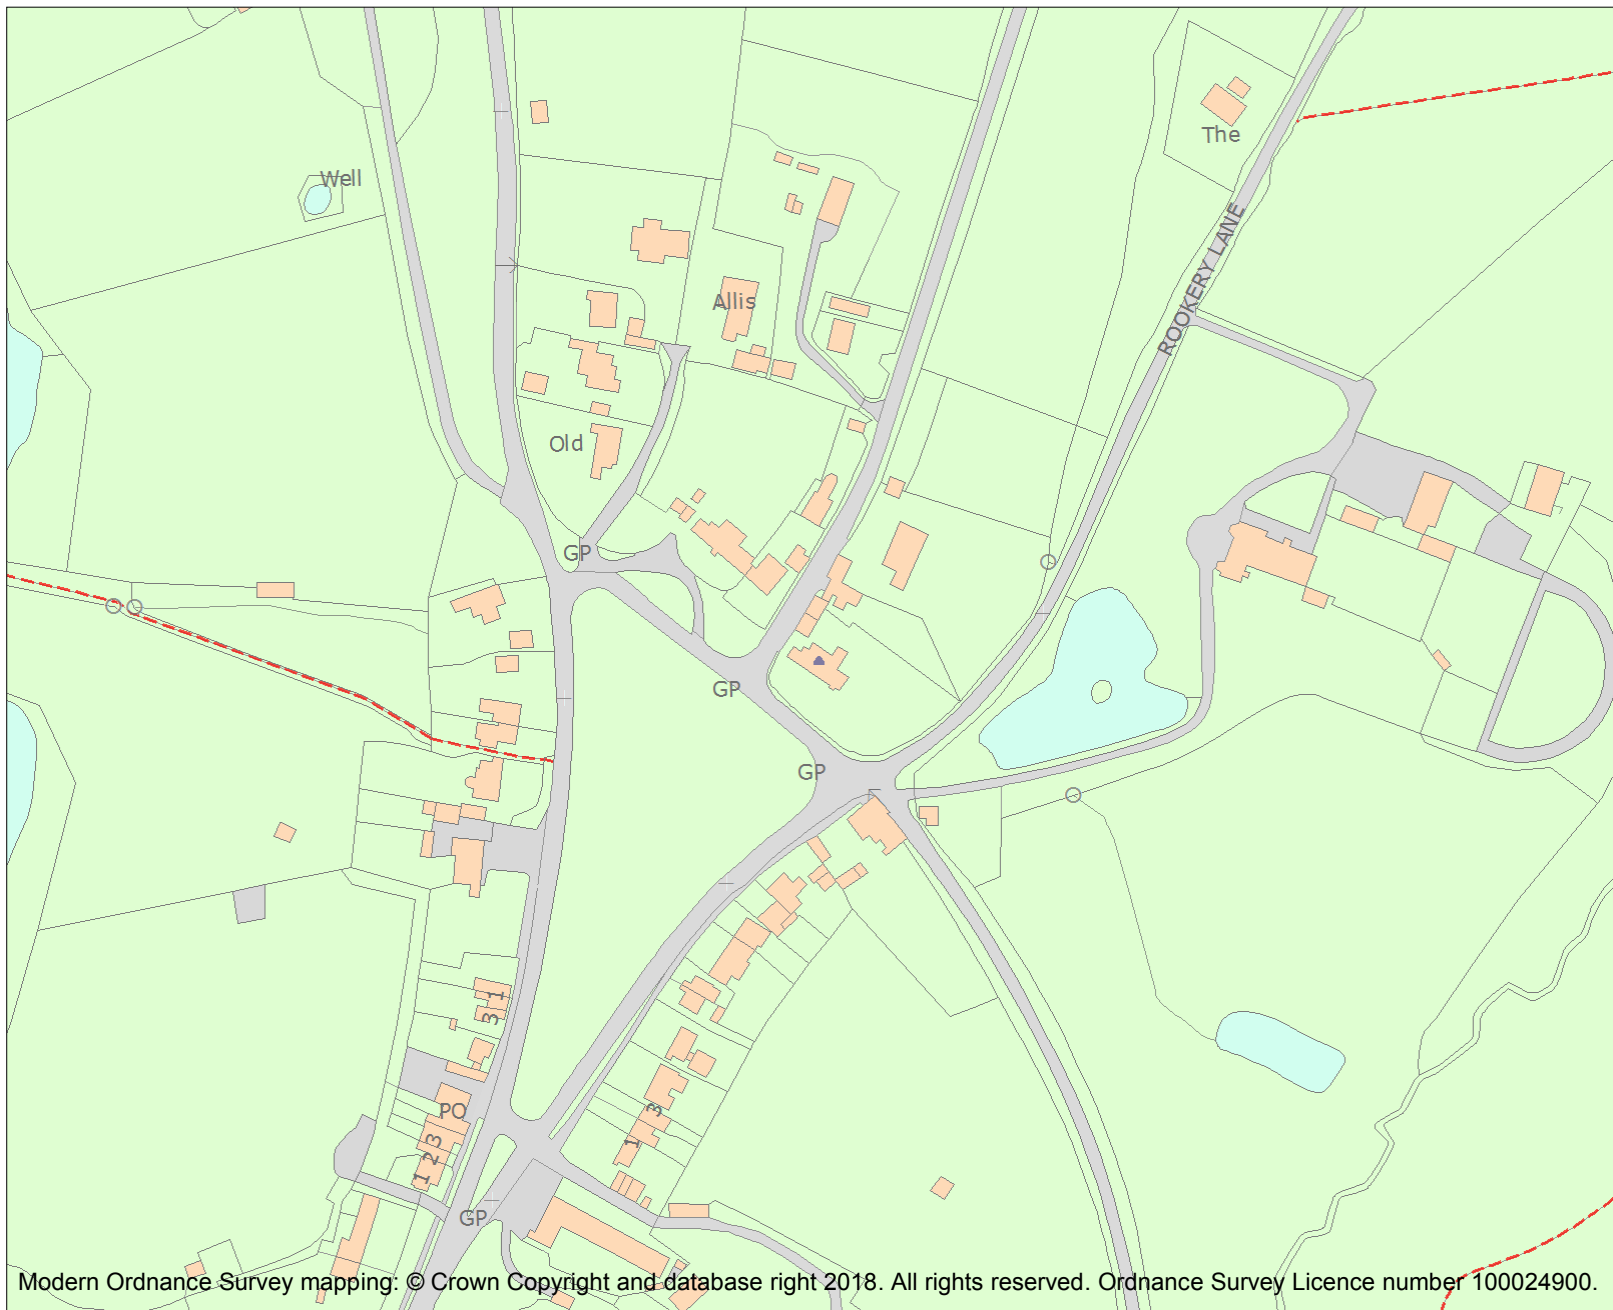 The
Well
ROOKERY LANE
Allis
Old
GP
GP
GP
1
3
3
PO
3
2
1
1
GP
Modern Ordnance Survey mapping: © Crown Copyright and database right 2018. All rights reserved. Ordnance Survey Licence number 100024900.